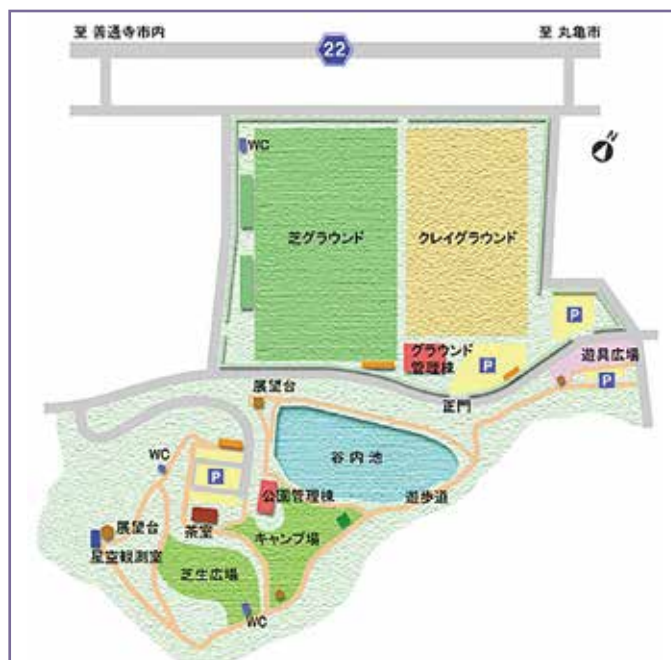 至 善通寺市内
至 丸亀市
22
N
WC
芝グラウンド
クレイグラウンド
P
グラウンド
管理棟
P
遊具広場
P
正門
展望台
谷内池
WC
P
公園管理棟
遊歩道
展望台
茶室
キャンプ場
星空観測室
芝生広場
WC